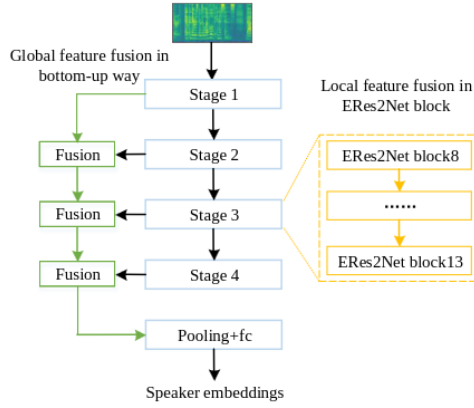 Global feature fusion in
bottom-up way
Stage 1
Local feature fusion in
ERes2Net block
Fusion
Stage 2
ERes2Net block8
Fusion
Stage 3
......
Fusion
Stage 4
ERes2Net block13
Pooling+fc
Speaker embeddings